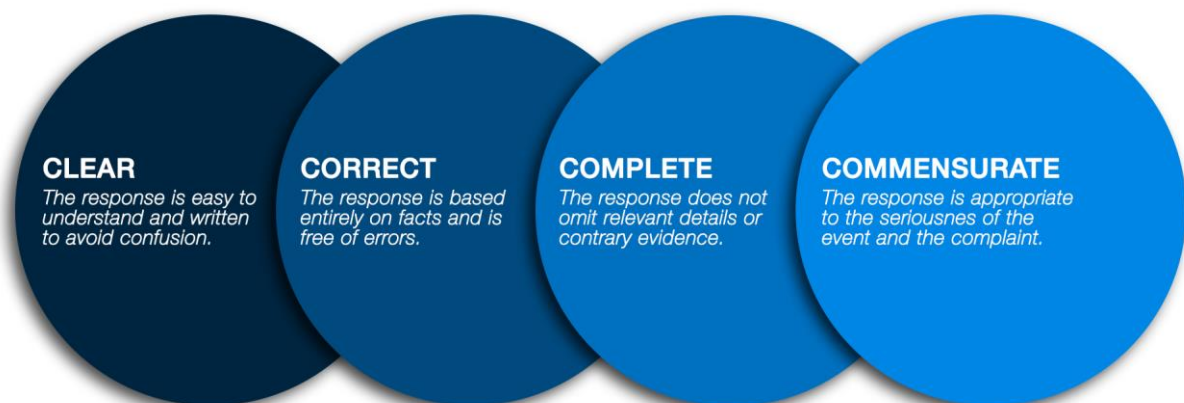 CLEAR
The response is easy to
understand and written
to avoid confusion.
CORRECT
The response is based
entirely on facts and is
free of errors.
COMPLETE
The response does not
omit relevant details or
contrary evidence.
COMMENSURATE
The response is appropriate
to the seriousnes of the
event and the complaint.